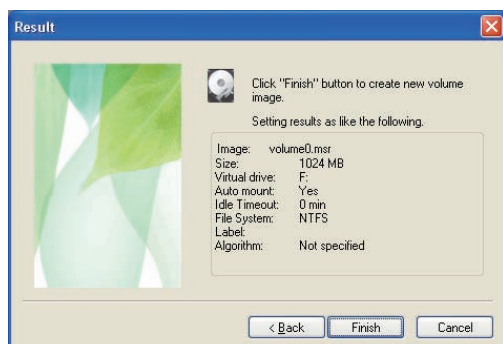 Result
Click "Finish" button to create new volume
image.
Setting results as like the following.
Image: volume0.msr
Size: 1024 MB
Virtual drive: F:
Auto mount: Yes
Idle Timeout: 0 min
File System: NTFS
Label:
Algorithm: Not specified
< Back Finish Cancel